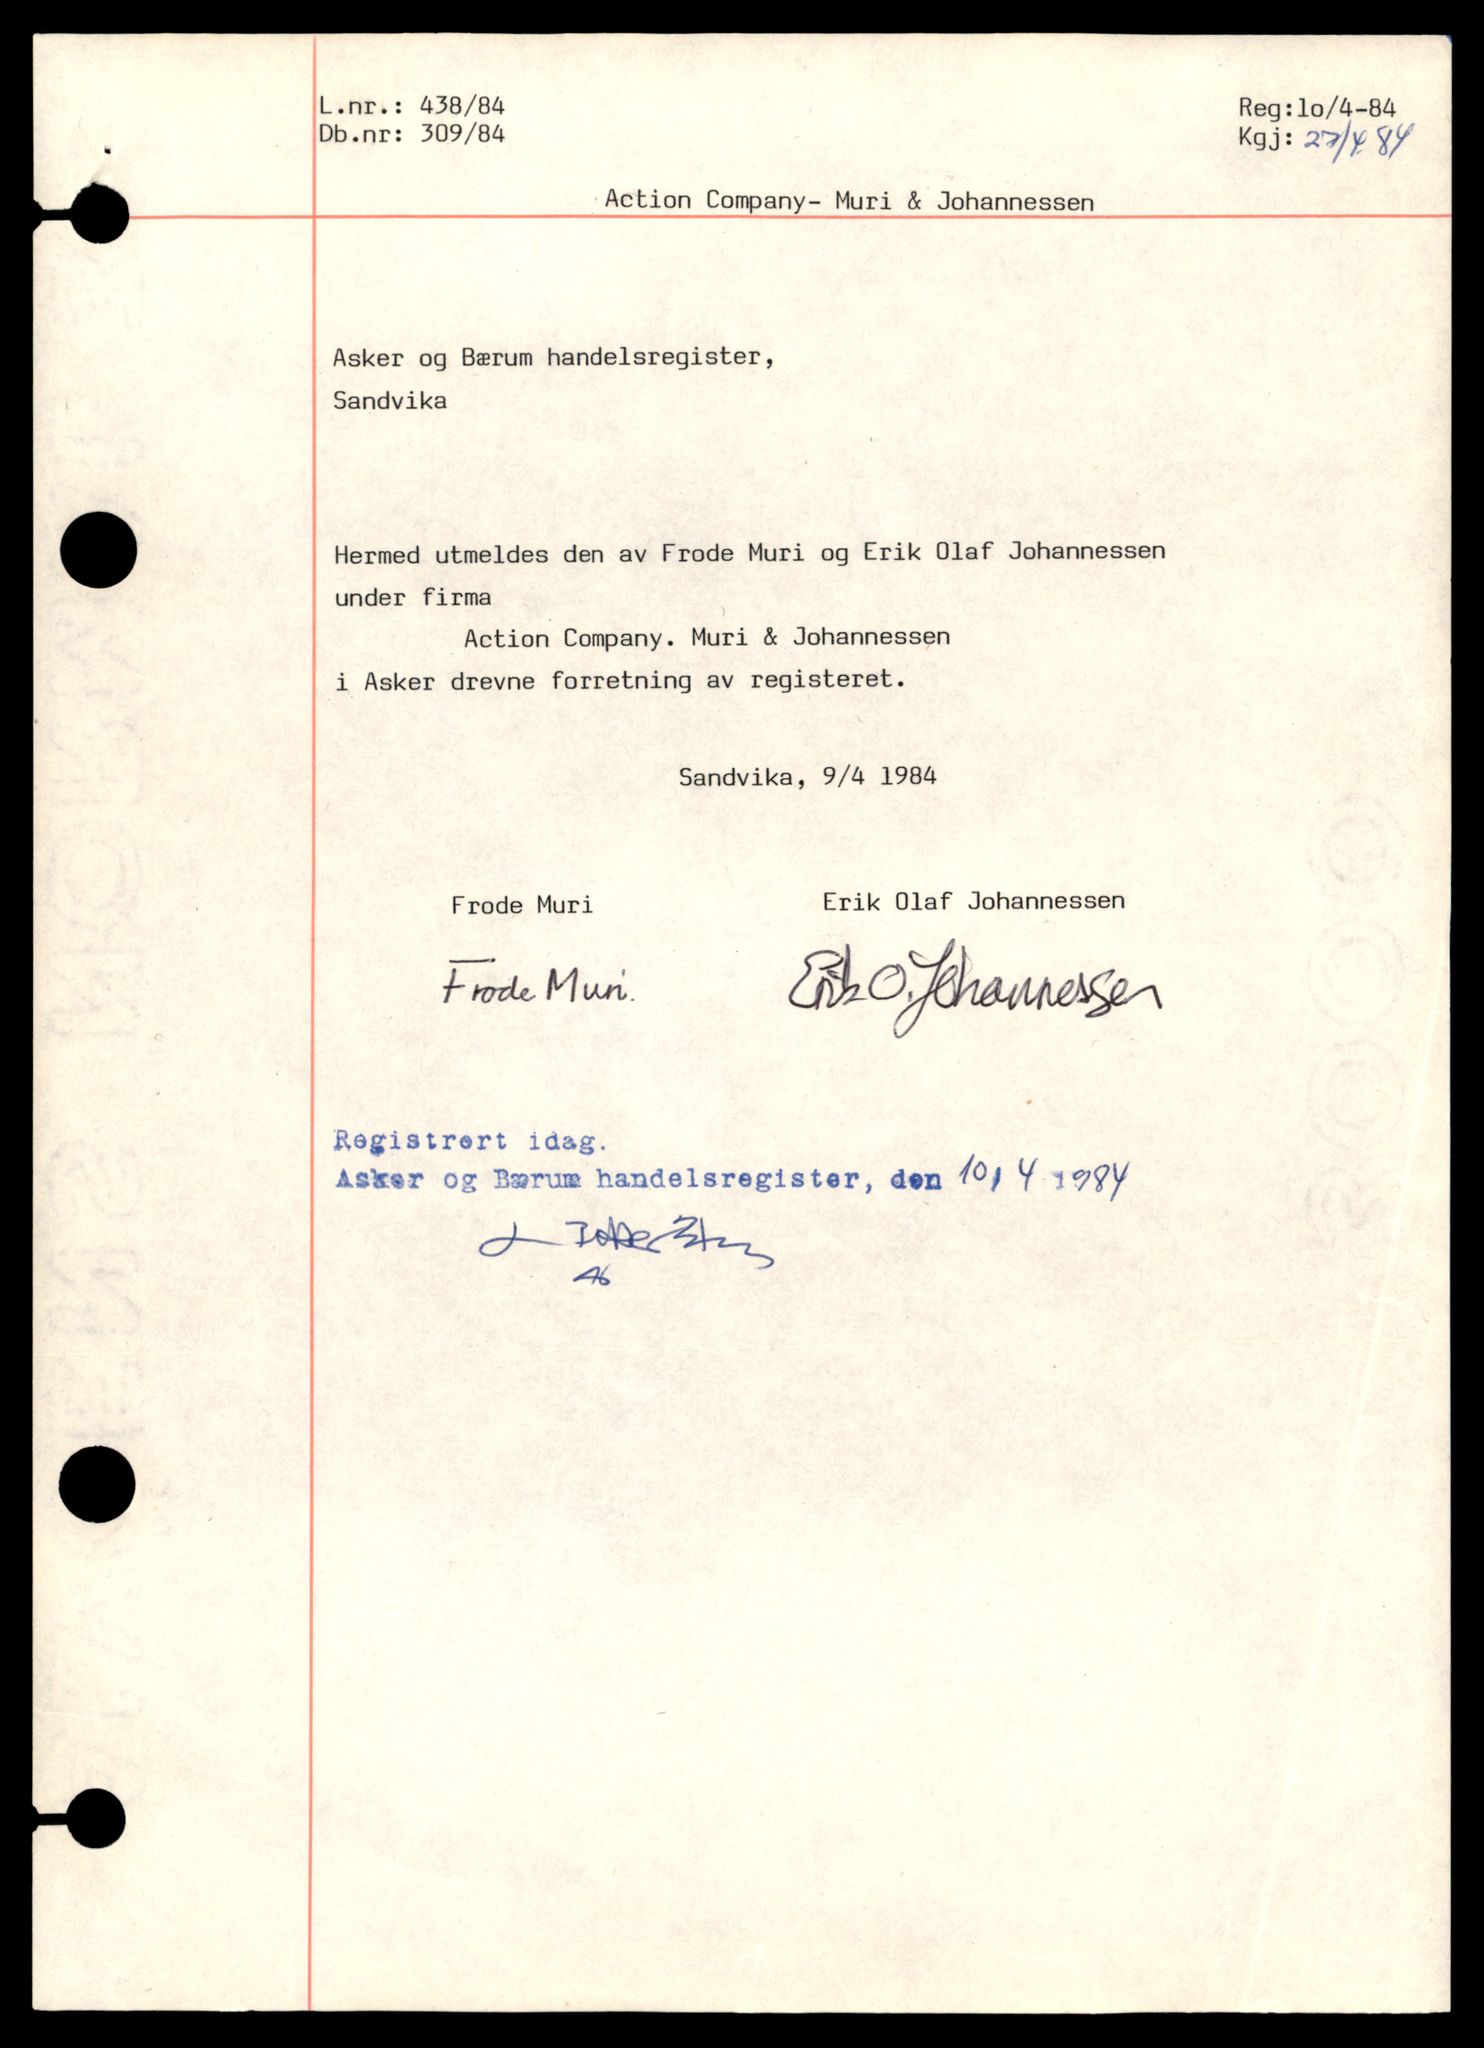 L.nr.: 438/84
Db.nr: 309/84
Reg:lo/4-84
Kgj: 27/4 84
Action Company- Muri & Johannessen
Asker og Bærum handelsregister,
Sandvika
Hermed utmeldes den av Frode Muri og Erik Olaf Johannessen
under firma
Action Company. Muri & Johannessen
i Asker drevne forretning av registeret.
Sandvika, 9/4 1984
Frode Muri Erik Olaf Johannessen
Frode Muri. Erik O. Johannessen
Registrert idag.
Asker og Bærum handelsregister, den 10, 4 1984